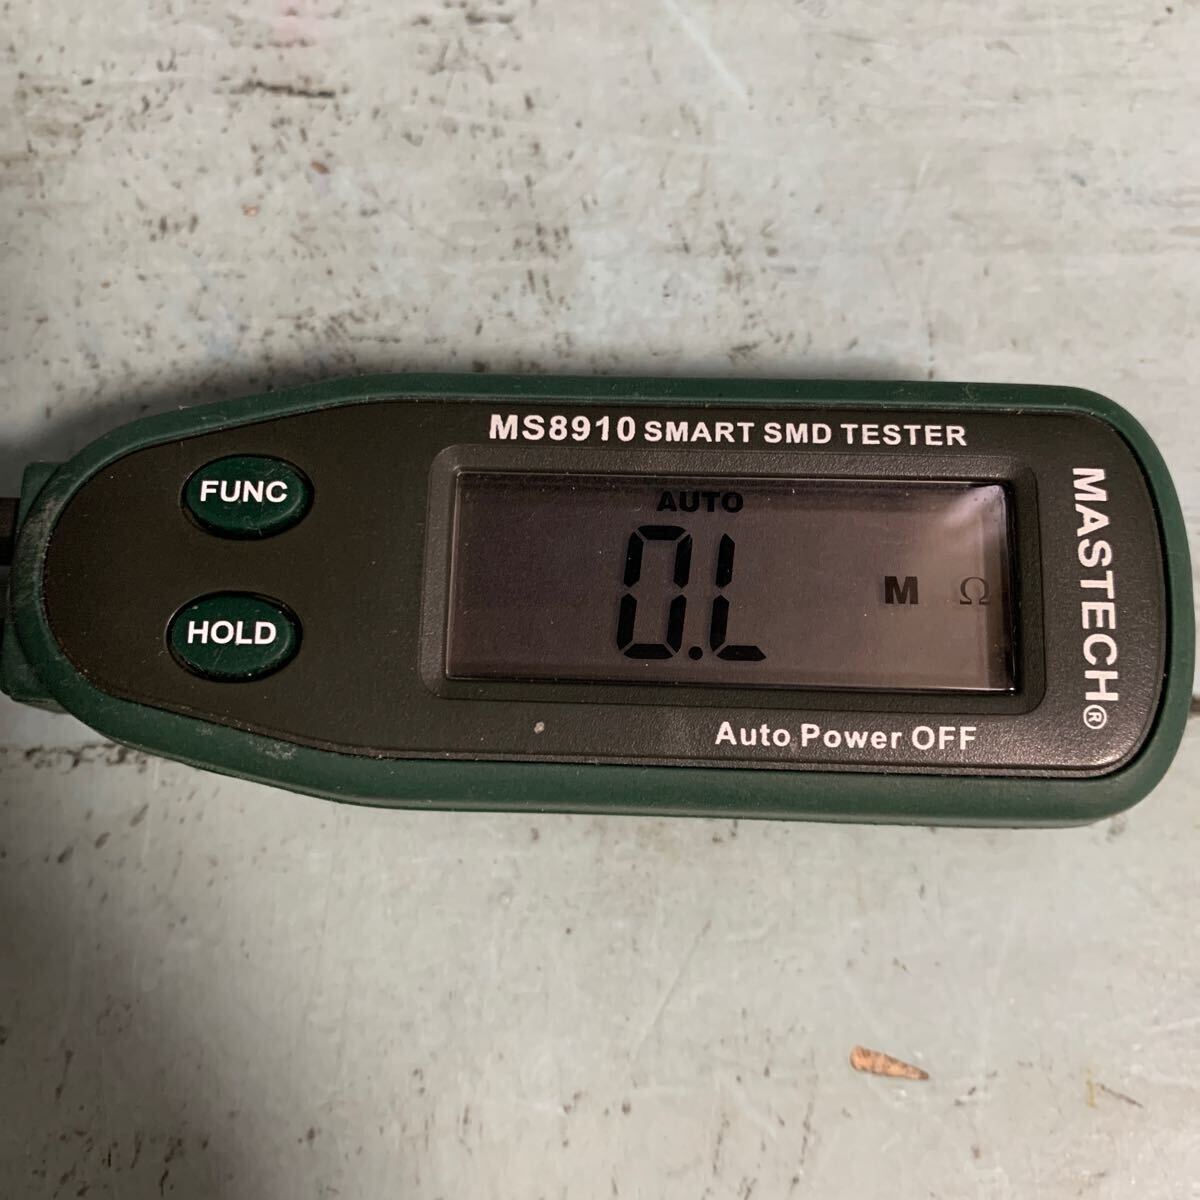 MS8910 SMART SMD TESTER
FUNC
HOLD
AUTO
0.L
M Ω
Auto Power OFF
MASTECH®